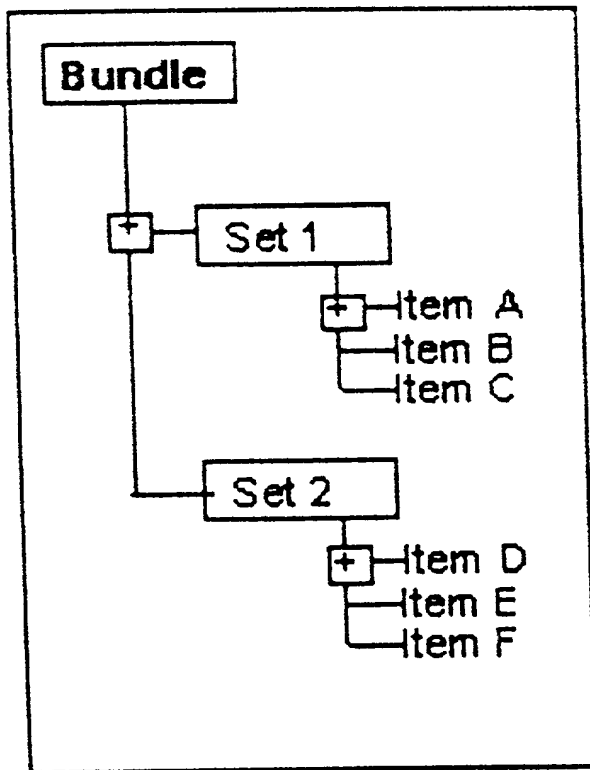 Bundle
+
Set 1
+
Item A
Item B
Item C
Set 2
+
Item D
Item E
Item F